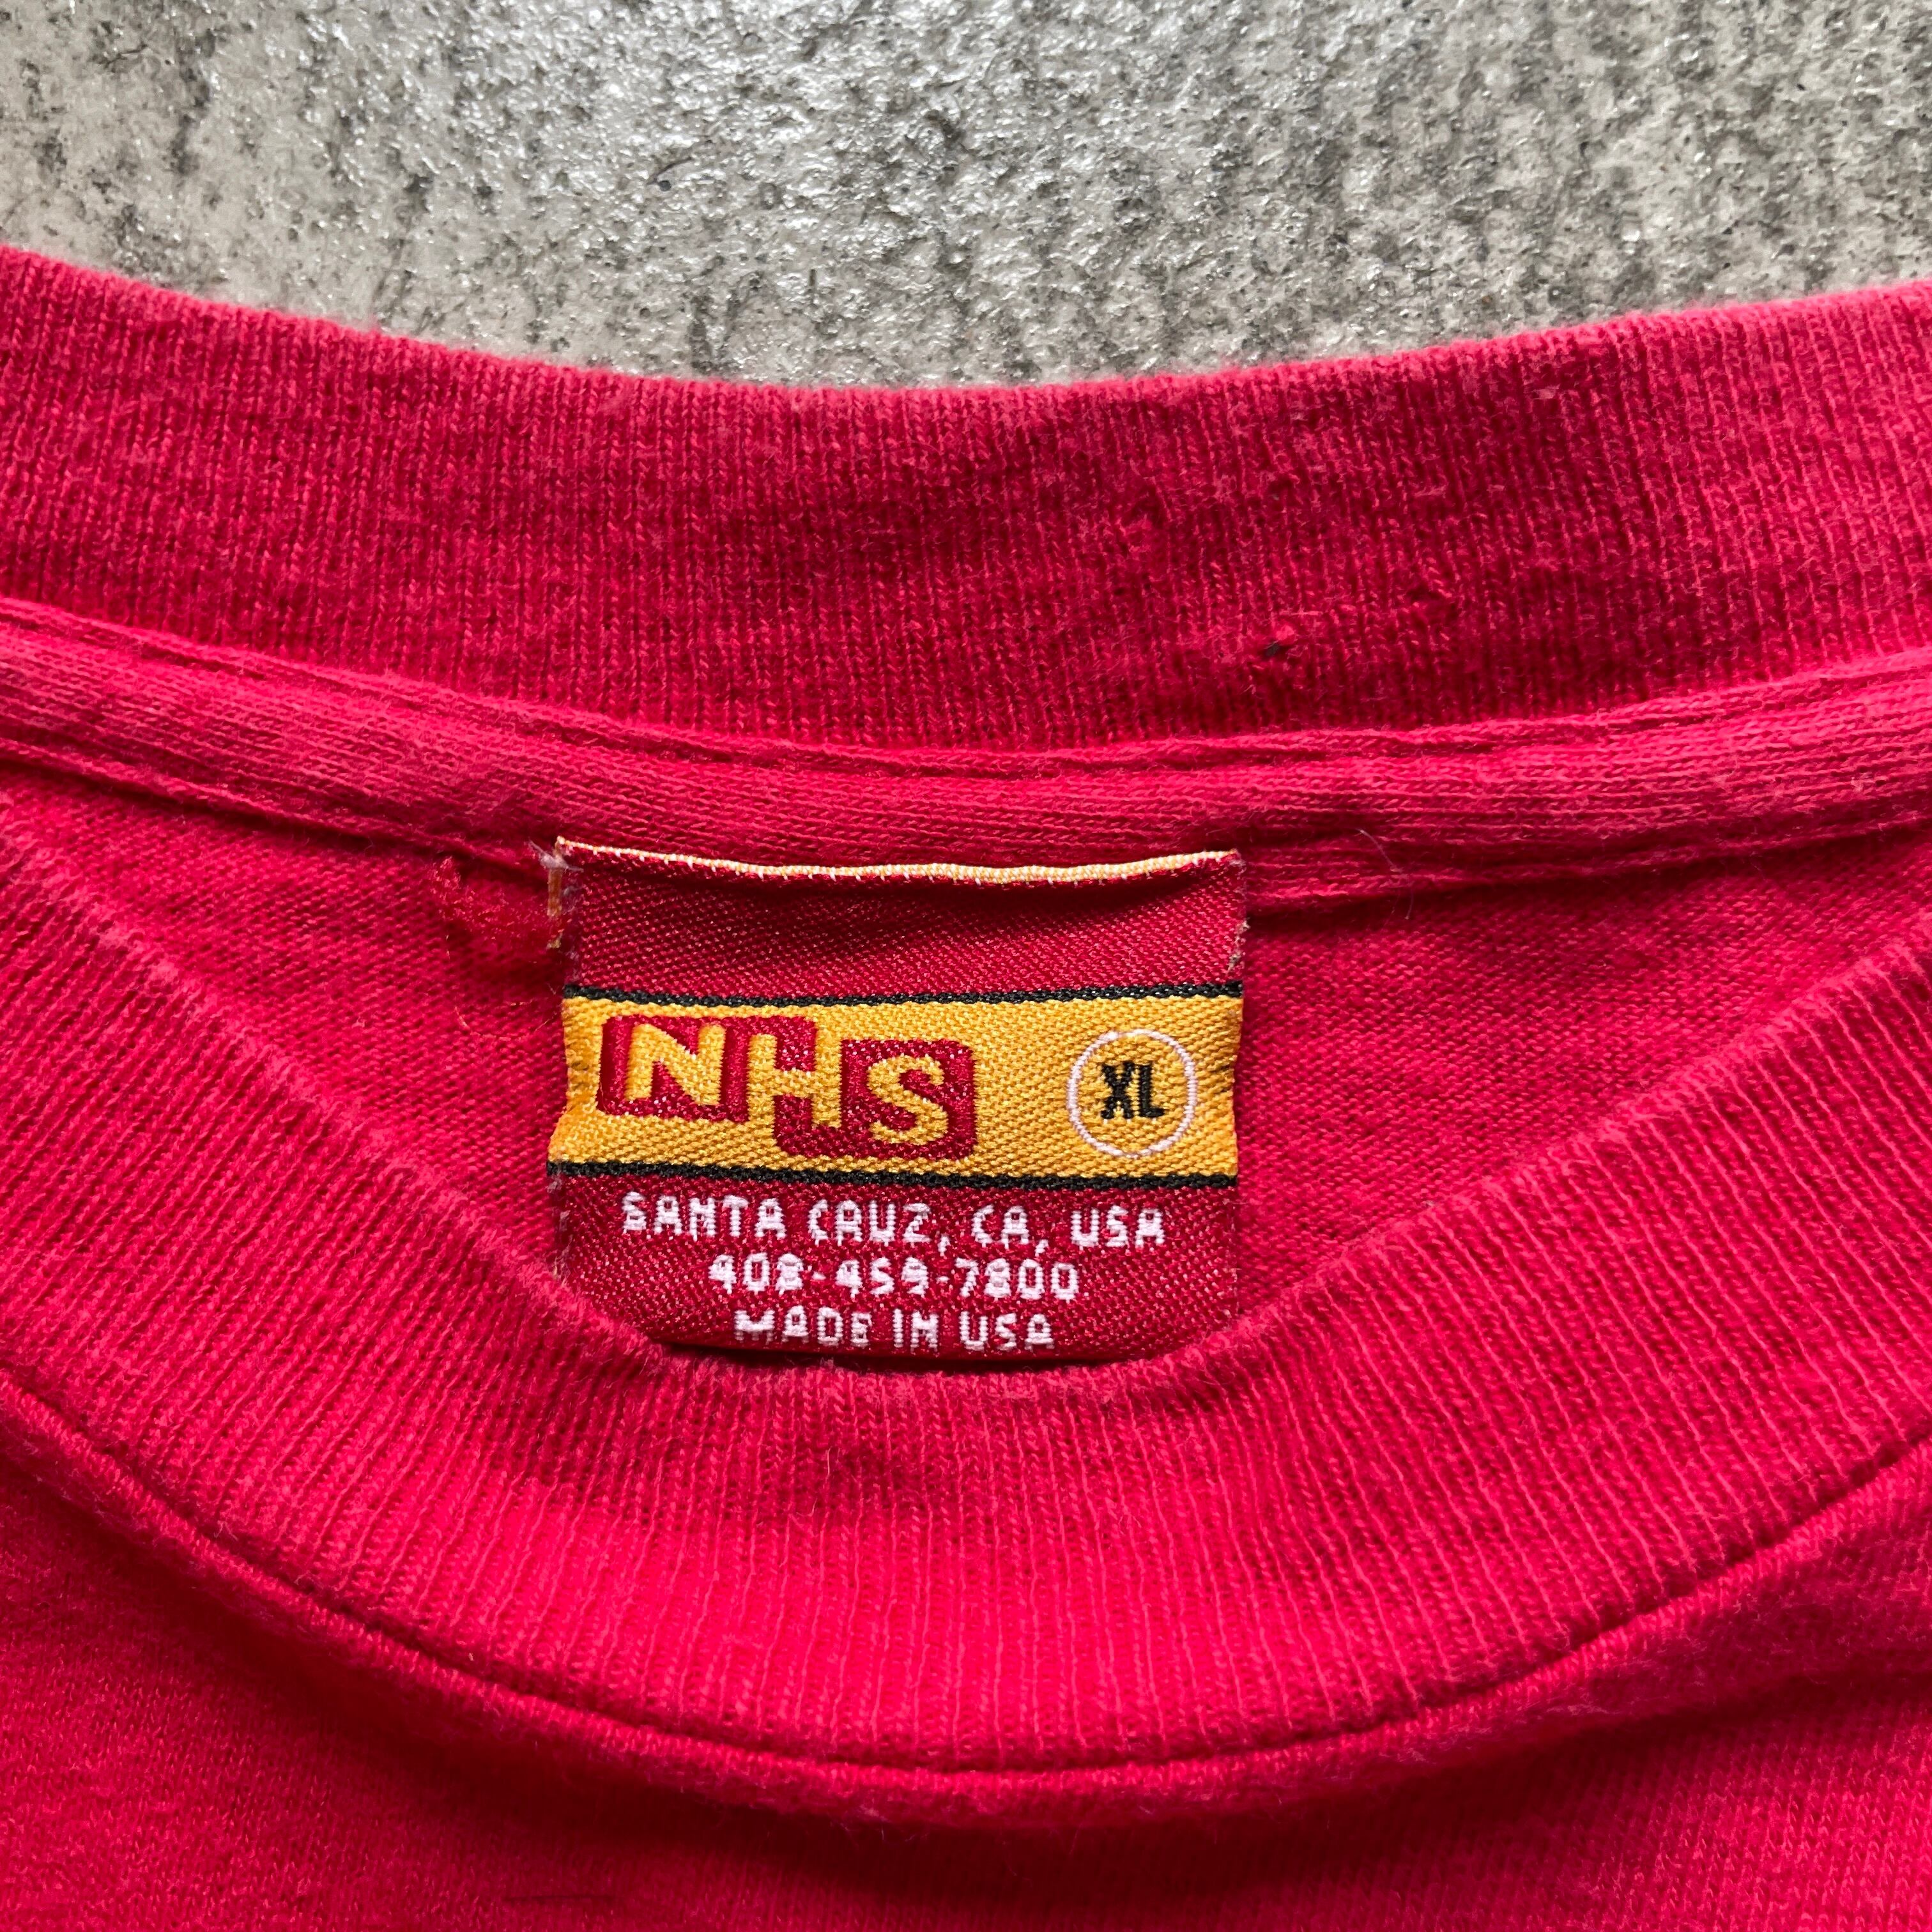 NHS XL
SANTA CRUZ, CA, USA
408-459-7800
MADE IN USA